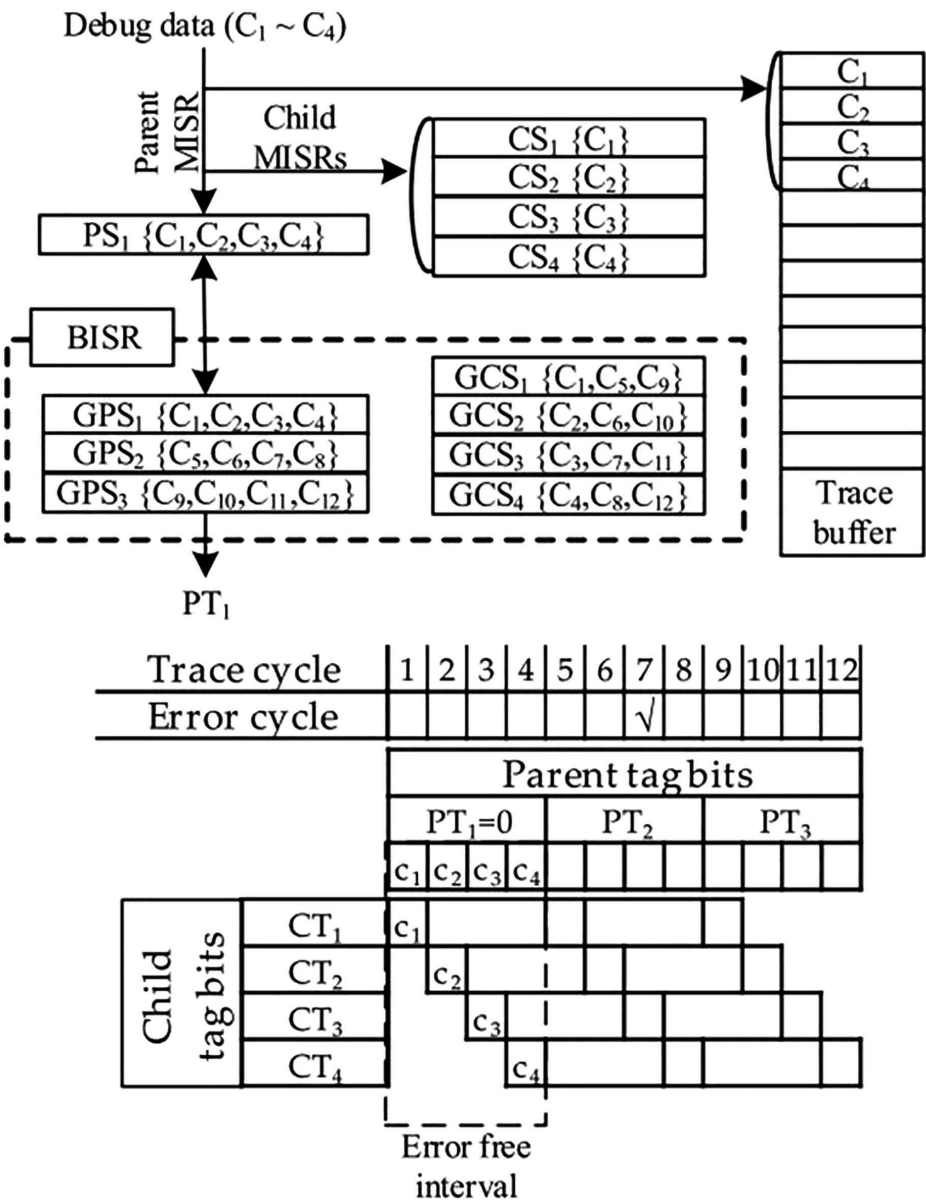 Debug data (C₁ ~ C₄)
Parent
MISR
Child
MISRs
CS₁ {C₁}
CS₂ {C₂}
CS₃ {C₃}
CS₄ {C₄}
C₁
C₂
C₃
C₄
Trace
buffer
PS₁ {C₁,C₂,C₃,C₄}
BISR
GPS₁ {C₁,C₂,C₃,C₄}
GPS₂ {C₅,C₆,C₇,C₈}
GPS₃ {C₉,C₁₀,C₁₁,C₁₂}
GCS₁ {C₁,C₅,C₉}
GCS₂ {C₂,C₆,C₁₀}
GCS₃ {C₃,C₇,C₁₁}
GCS₄ {C₄,C₈,C₁₂}
PT₁
Trace cycle 1 2 3 4 5 6 7 8 9 10 11 12
Error cycle √
Parent tag bits
PT₁=0 PT₂ PT₃
c₁ c₂ c₃ c₄
Child
tag bits
CT₁ c₁
CT₂ c₂
CT₃ c₃
CT₄ c₄
Error free
interval